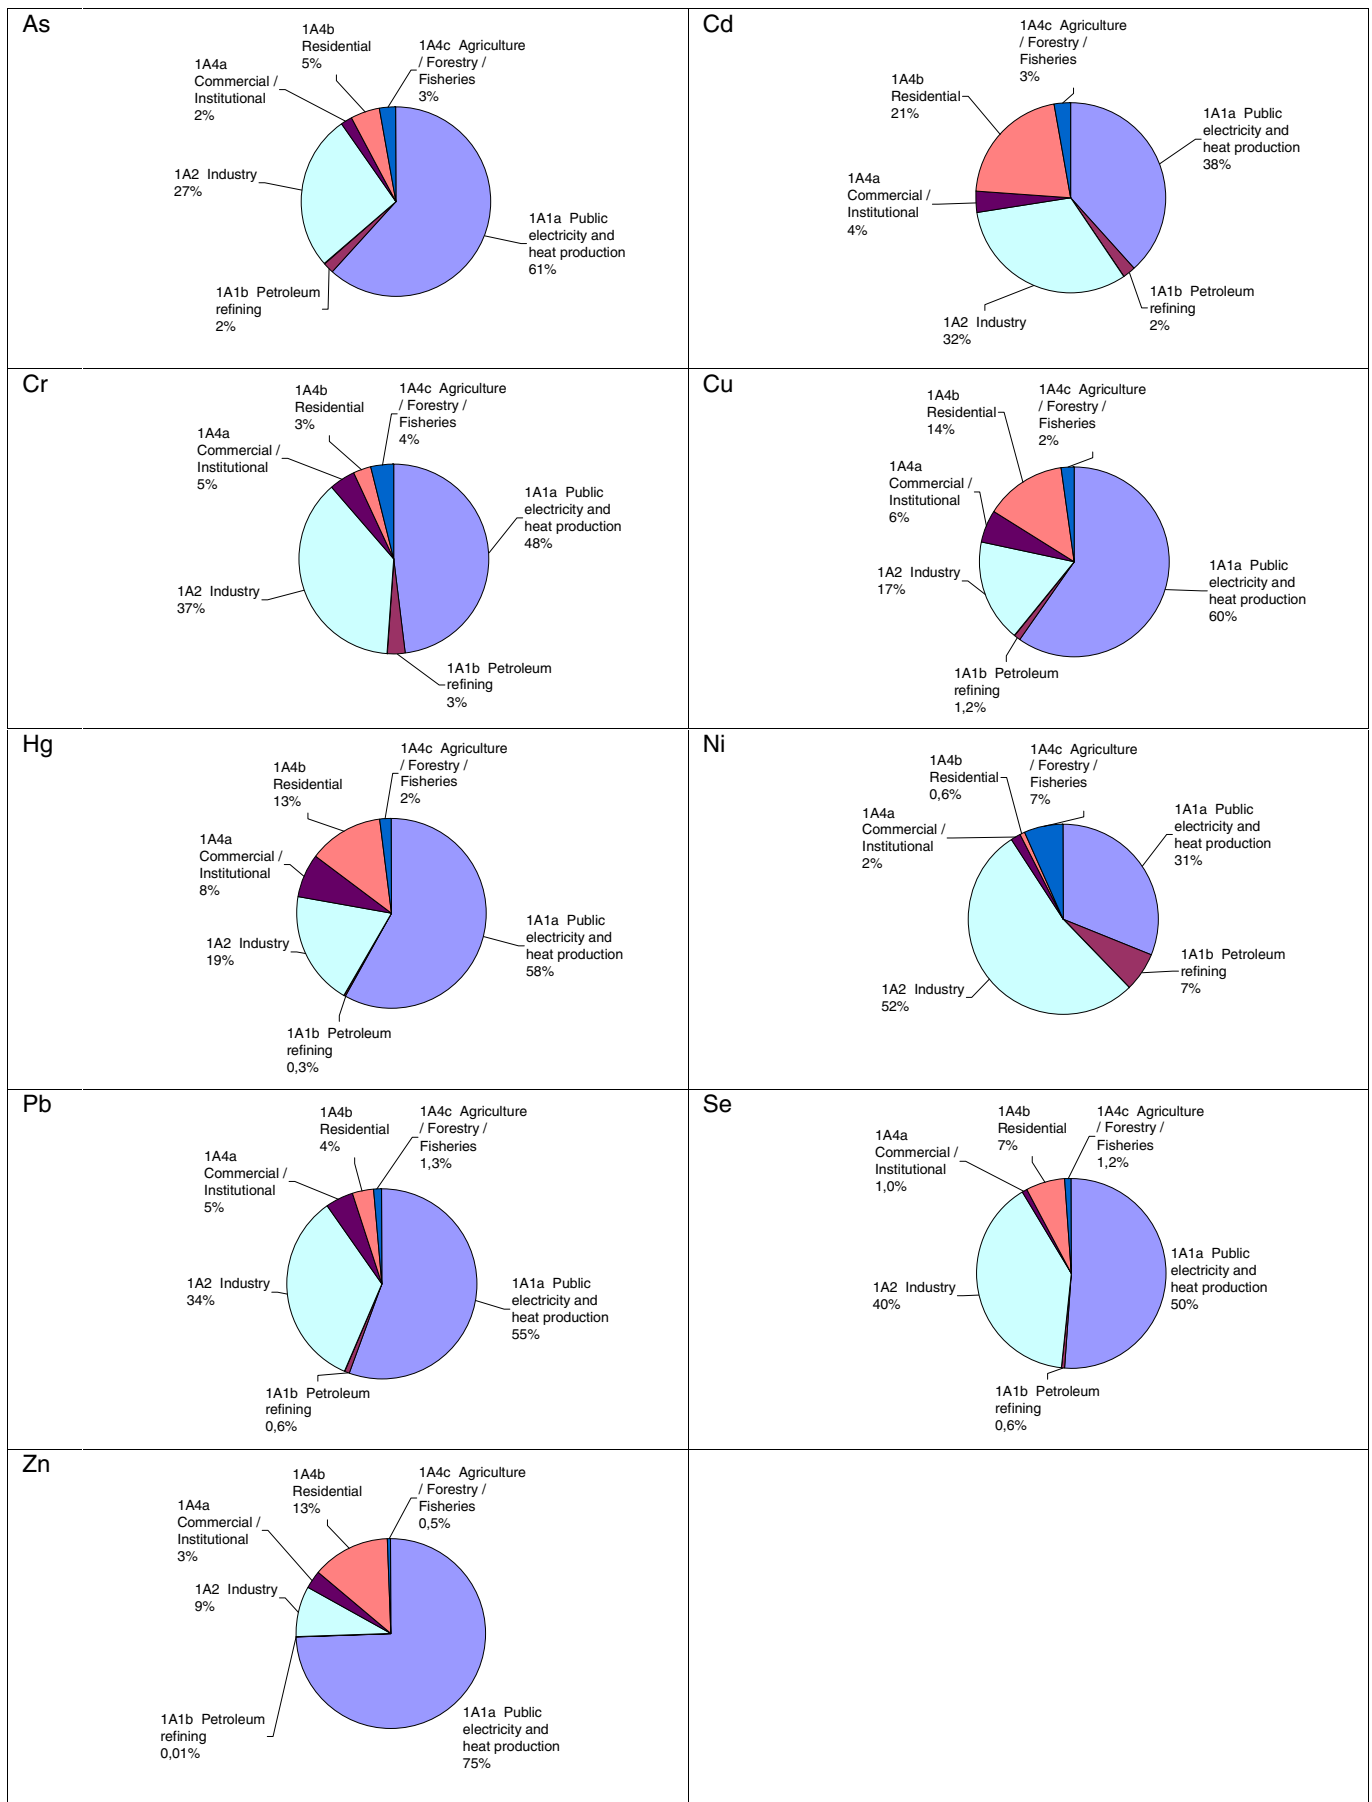 As
1A4b
Residential
5%
1A4c Agriculture
/ Forestry /
Fisheries
3%
1A4a
Commercial /
Institutional
2%
1A2 Industry
27%
1A1a Public
electricity and
heat production
61%
1A1b Petroleum
refining
2%
Cd
1A4c Agriculture
/ Forestry /
Fisheries
3%
1A4b
Residential
21%
1A1a Public
electricity and
heat production
38%
1A4a
Commercial /
Institutional
4%
1A1b Petroleum
refining
2%
1A2 Industry
32%
Cr
1A4b
Residential
3%
1A4c Agriculture
/ Forestry /
Fisheries
4%
1A4a
Commercial /
Institutional
5%
1A1a Public
electricity and
heat production
48%
1A2 Industry
37%
1A1b Petroleum
refining
3%
Cu
1A4b
Residential
14%
1A4c Agriculture
/ Forestry /
Fisheries
2%
1A4a
Commercial /
Institutional
6%
1A2 Industry
17%
1A1a Public
electricity and
heat production
60%
1A1b Petroleum
refining
1,2%
Hg
1A4b
Residential
13%
1A4c Agriculture
/ Forestry /
Fisheries
2%
1A4a
Commercial /
Institutional
8%
1A2 Industry
19%
1A1a Public
electricity and
heat production
58%
1A1b Petroleum
refining
0,3%
Ni
1A4b
Residential
0,6%
1A4c Agriculture
/ Forestry /
Fisheries
7%
1A4a
Commercial /
Institutional
2%
1A1a Public
electricity and
heat production
31%
1A1b Petroleum
refining
7%
1A2 Industry
52%
Pb
1A4b
Residential
4%
1A4c Agriculture
/ Forestry /
Fisheries
1,3%
1A4a
Commercial /
Institutional
5%
1A2 Industry
34%
1A1a Public
electricity and
heat production
55%
1A1b Petroleum
refining
0,6%
Se
1A4b
Residential
7%
1A4c Agriculture
/ Forestry /
Fisheries
1,2%
1A4a
Commercial /
Institutional
1,0%
1A2 Industry
40%
1A1a Public
electricity and
heat production
50%
1A1b Petroleum
refining
0,6%
Zn
1A4b
Residential
13%
1A4c Agriculture
/ Forestry /
Fisheries
0,5%
1A4a
Commercial /
Institutional
3%
1A2 Industry
9%
1A1b Petroleum
refining
0,01%
1A1a Public
electricity and
heat production
75%